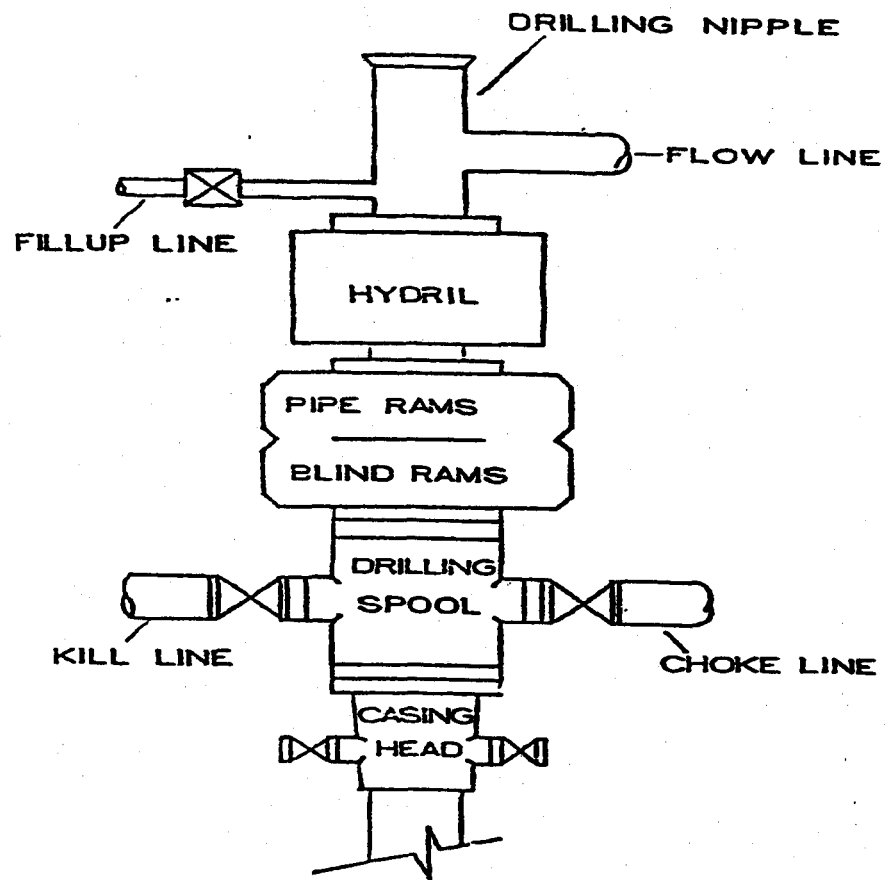 DRILLING NIPPLE
FLOW LINE
FILLUP LINE
HYDRIL
PIPE RAMS
BLIND RAMS
DRILLING
SPOOL
KILL LINE
CHOKE LINE
CASING
HEAD